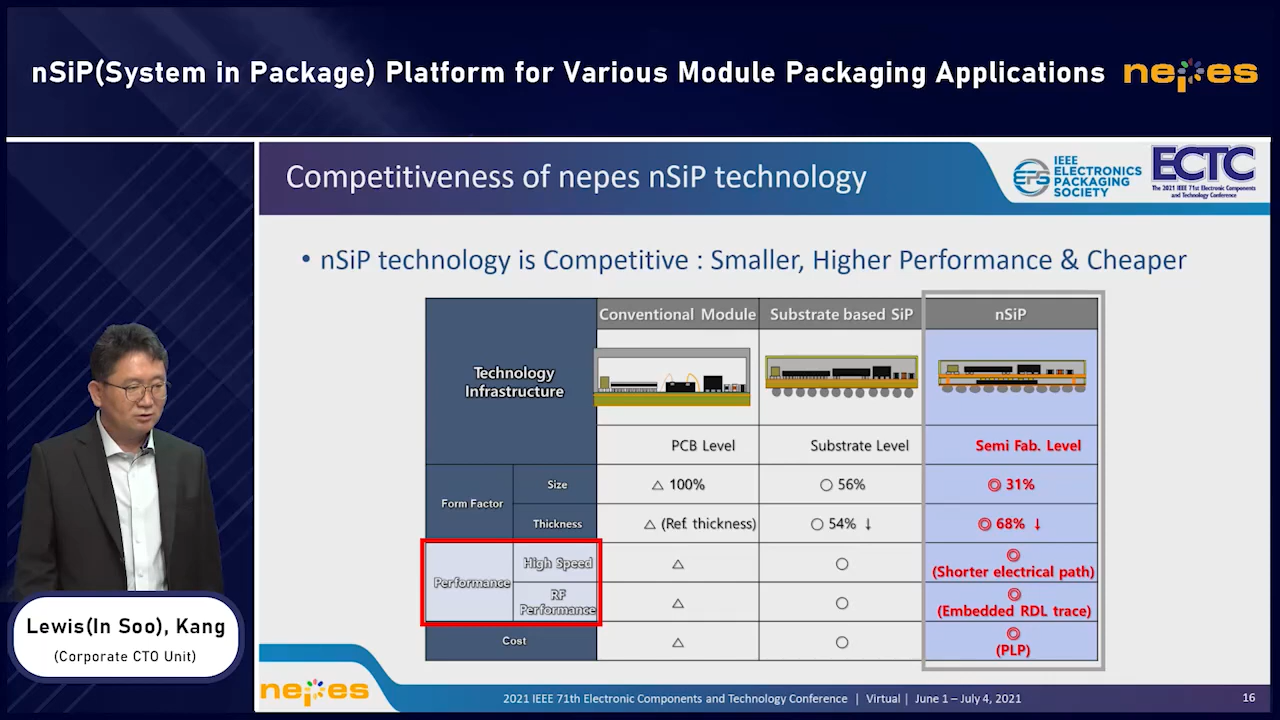 nSiP(System in Package) Platform for Various Module Packaging Applications
nepes
Competitiveness of nepes nSiP technology
EPS
IEEE
ELECTRONICS
PACKAGING
SOCIETY
ECTC
The 2021 IEEE 71st Electronic Components
and Technology Conference
• nSiP technology is Competitive : Smaller, Higher Performance & Cheaper
Technology
Infrastructure
Conventional Module
Substrate based SiP
nSiP
PCB Level
Substrate Level
Semi Fab. Level
Form Factor
Size
△ 100%
○ 56%
◎ 31%
Thickness
△ (Ref. thickness)
○ 54% ↓
◎ 68% ↓
Performance
High Speed
△
○
◎
(Shorter electrical path)
RF
Performance
△
○
◎
(Embedded RDL trace)
Cost
△
○
◎
(PLP)
Lewis(In Soo), Kang
(Corporate CTO Unit)
nepes
2021 IEEE 71st Electronic Components and Technology Conference | Virtual | June 1 – July 4, 2021
16